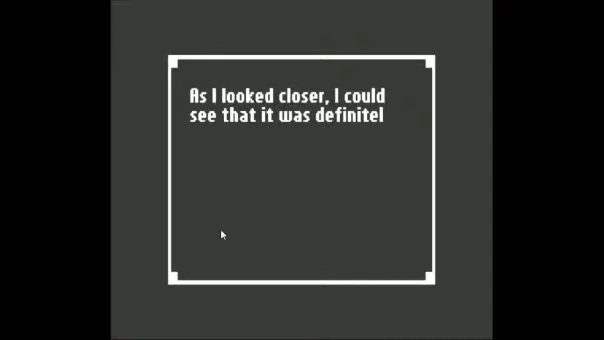 As I looked closer, I could
see that it was definitel